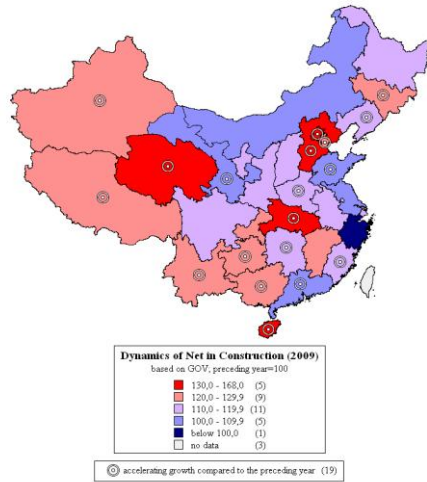 Dynamics of Net in Construction (2009)
based on GOV, preceding year=100
130,0 - 168,0 (5)
120,0 - 129,9 (9)
110,0 - 119,9 (11)
100,0 - 109,9 (5)
below 100,0 (1)
no data (3)
accelerating growth compared to the preceding year (19)